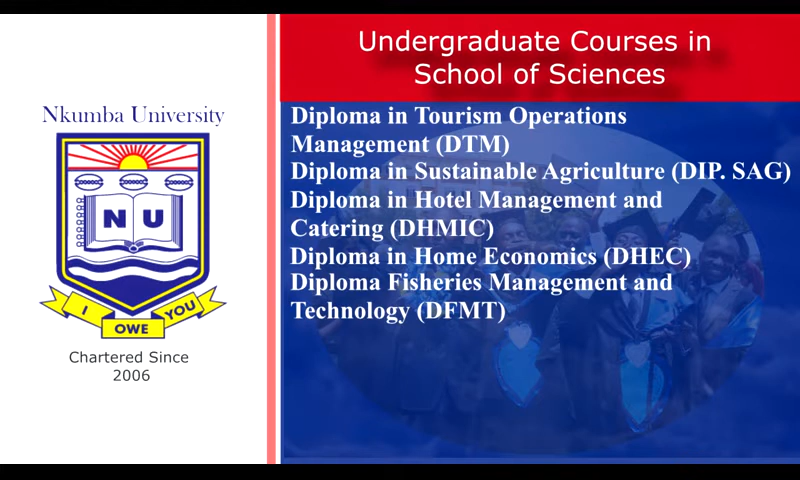 Nkumba University
N U
I OWE YOU
Chartered Since
2006
Undergraduate Courses in
School of Sciences
Diploma in Tourism Operations
Management (DTM)
Diploma in Sustainable Agriculture (DIP. SAG)
Diploma in Hotel Management and
Catering (DHMIC)
Diploma in Home Economics (DHEC)
Diploma Fisheries Management and
Technology (DFMT)